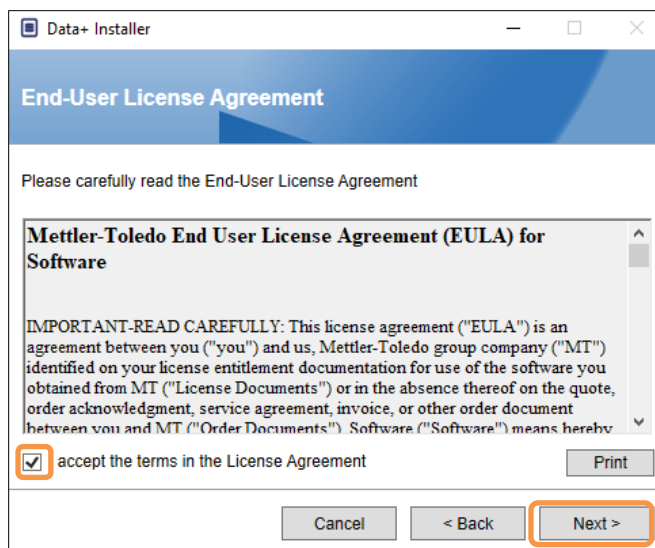 Data+ Installer
End-User License Agreement
Please carefully read the End-User License Agreement
Mettler-Toledo End User License Agreement (EULA) for
Software
IMPORTANT-READ CAREFULLY: This license agreement ("EULA") is an
agreement between you ("you") and us, Mettler-Toledo group company ("MT")
identified on your license entitlement documentation for use of the software you
obtained from MT ("License Documents") or in the absence thereof on the quote,
order acknowledgment, service agreement, invoice, or other order document
between you and MT ("Order Documents"). Software ("Software") means hereby
accept the terms in the License Agreement
Print
Cancel
< Back
Next >